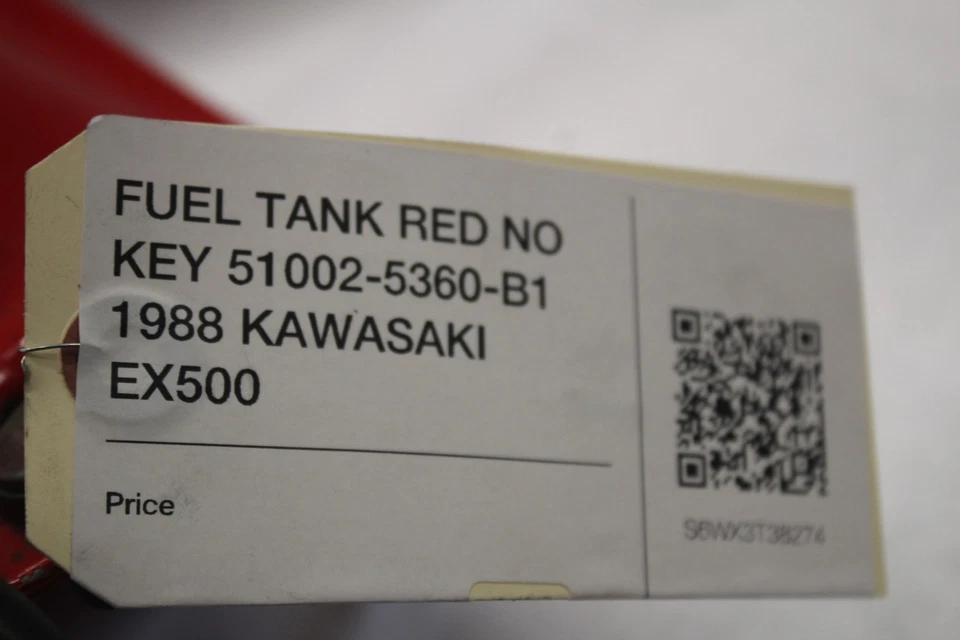 FUEL TANK RED NO
KEY 51002-5360-B1
1988 KAWASAKI
EX500
Price
S6WX3T38274